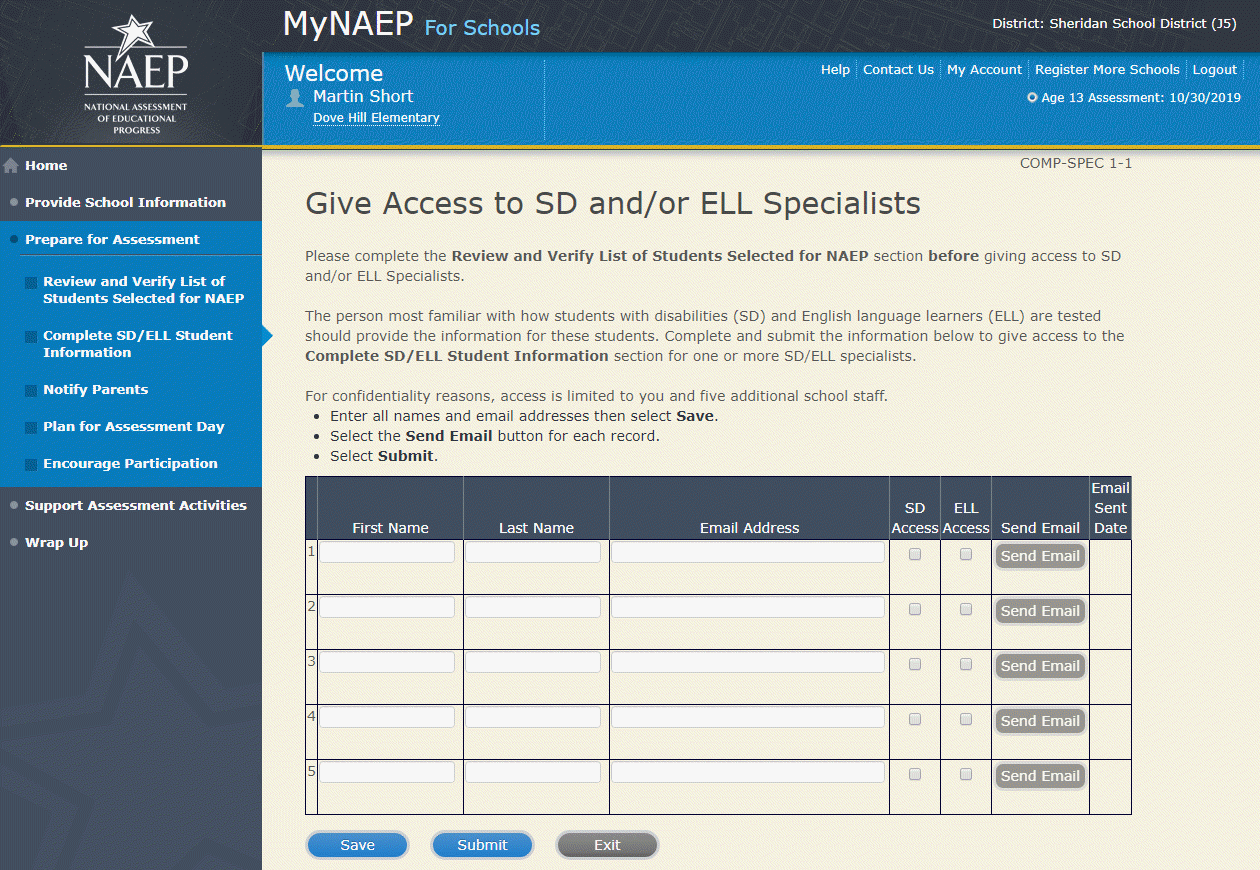 NAEP
NATIONAL ASSESSMENT
OF EDUCATIONAL
PROGRESS
MyNAEP For Schools
District: Sheridan School District (J5)
Welcome
Martin Short
Dove Hill Elementary
Help Contact Us My Account Register More Schools Logout
Age 13 Assessment: 10/30/2019
Home
Provide School Information
Prepare for Assessment
Review and Verify List of
Students Selected for NAEP
Complete SD/ELL Student
Information
Notify Parents
Plan for Assessment Day
Encourage Participation
Support Assessment Activities
Wrap Up
COMP-SPEC 1-1
Give Access to SD and/or ELL Specialists
Please complete the Review and Verify List of Students Selected for NAEP section before giving access to SD
and/or ELL Specialists.
The person most familiar with how students with disabilities (SD) and English language learners (ELL) are tested
should provide the information for these students. Complete and submit the information below to give access to the
Complete SD/ELL Student Information section for one or more SD/ELL specialists.
For confidentiality reasons, access is limited to you and five additional school staff.
• Enter all names and email addresses then select Save.
• Select the Send Email button for each record.
• Select Submit.
First Name Last Name Email Address SD Access ELL Access Send Email Email Sent Date
1 Send Email
2 Send Email
3 Send Email
4 Send Email
5 Send Email
Save Submit Exit